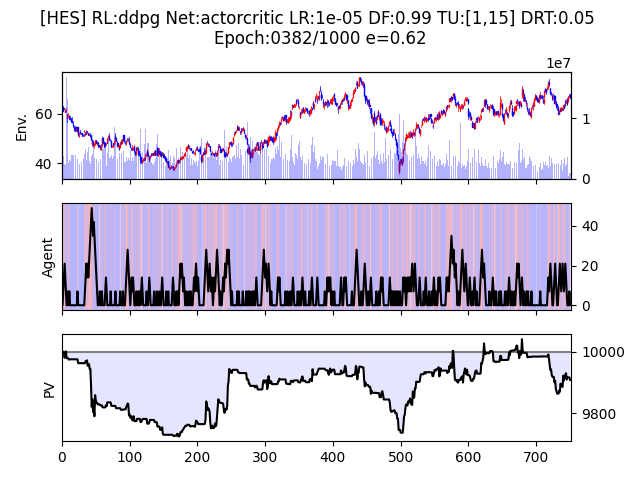 [HES] RL:ddpg Net:actorcritic LR:1e-05 DF:0.99 TU:[1,15] DRT:0.05
Epoch:0382/1000 e=0.62
1e7
Env.
60
40
1
0
Agent
40
20
0
PV
10000
9800
0 100 200 300 400 500 600 700